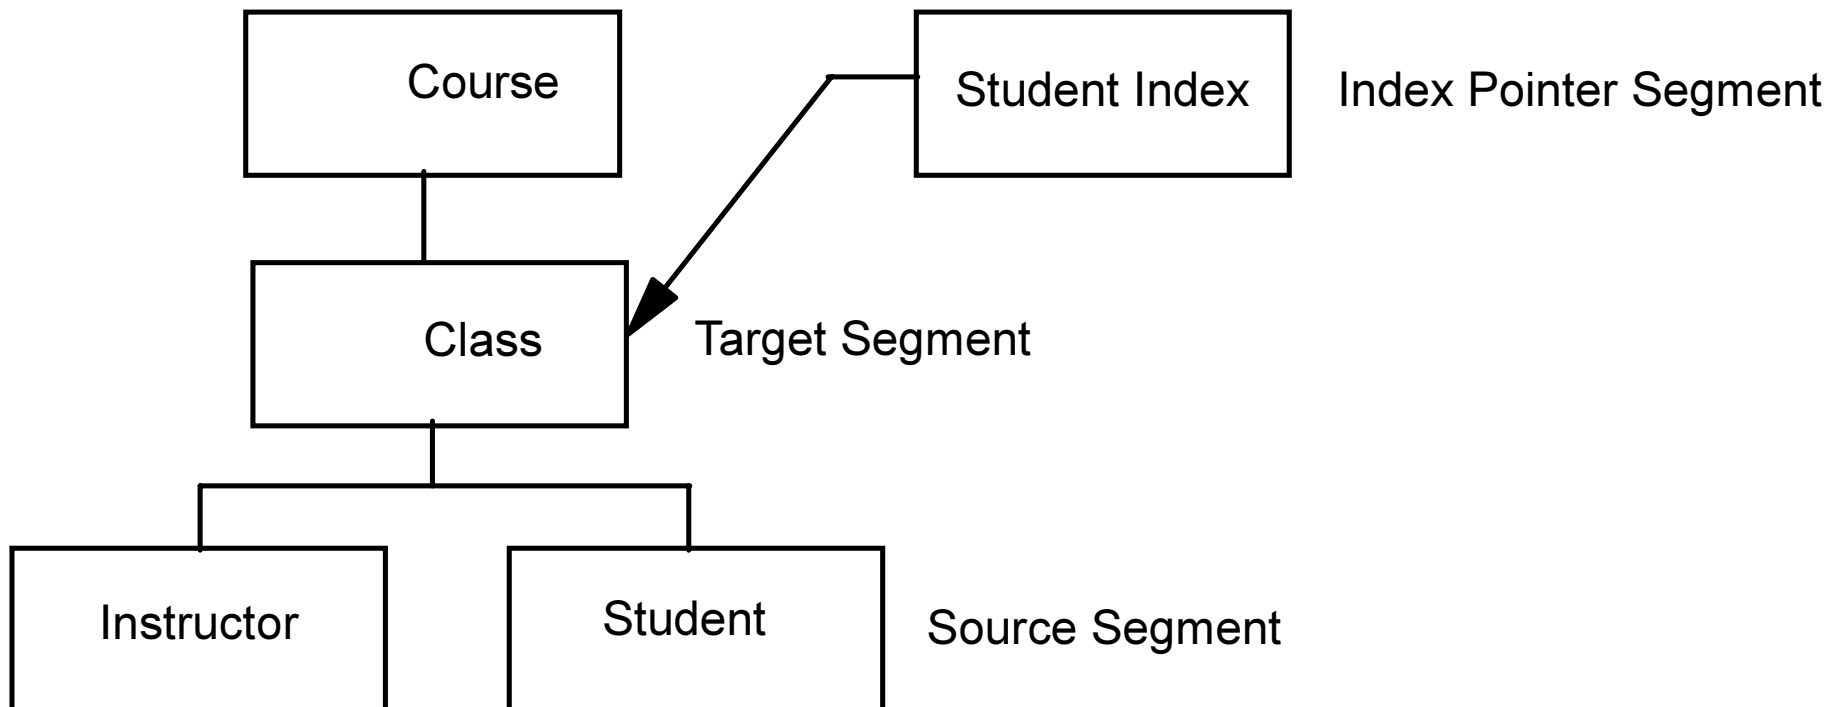 Course
Student Index
Index Pointer Segment
Class
Target Segment
Instructor
Student
Source Segment